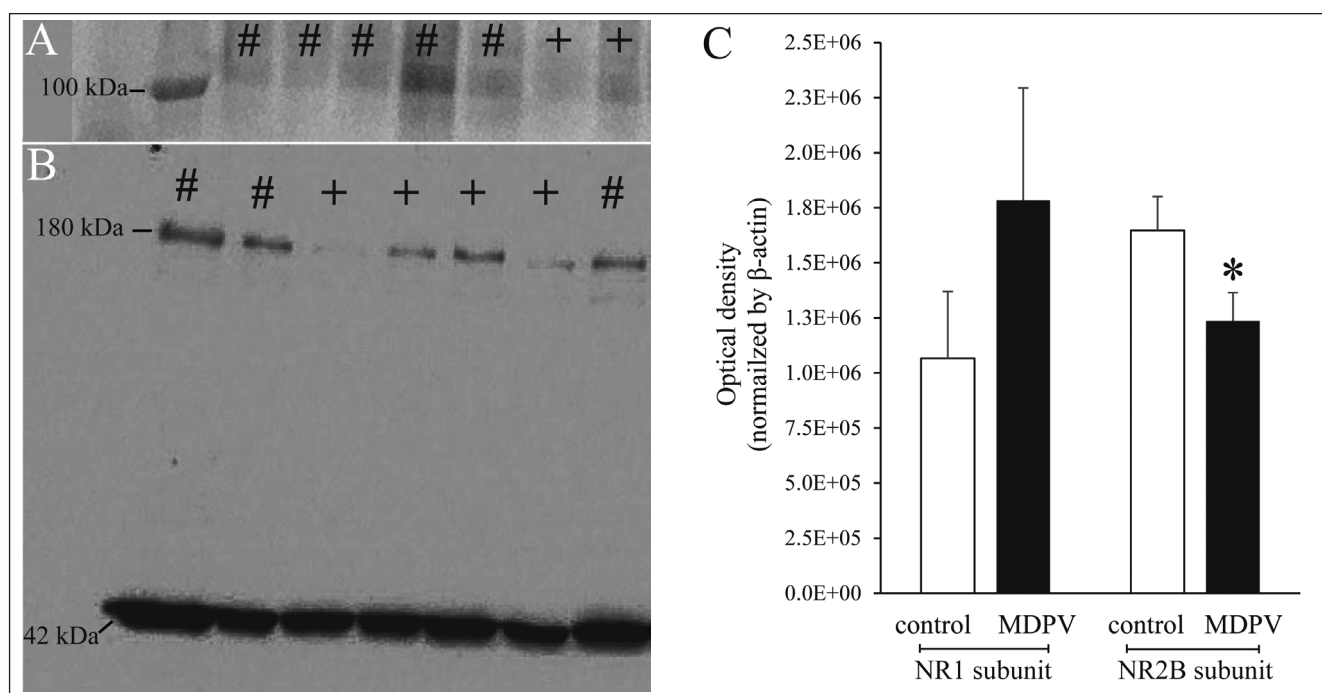 A
# # # # # + +
100 kDa
B
# # + + + + #
180 kDa
42 kDa
C
Optical density
(normailzed by β-actin)
2.5E+06
2.3E+06
2.0E+06
1.8E+06
1.5E+06
1.3E+06
1.0E+06
7.5E+05
5.0E+05
2.5E+05
0.0E+00
*
control MDPV control MDPV
NR1 subunit NR2B subunit